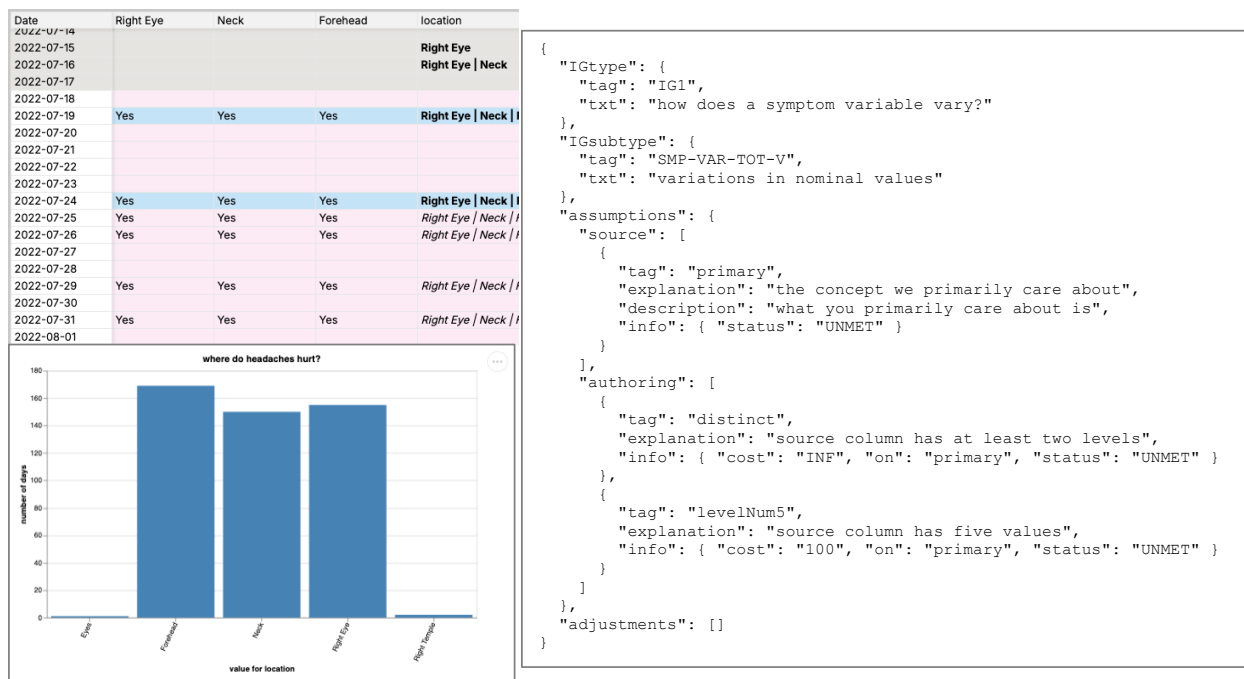 Date Right Eye Neck Forehead location
2022-07-14
2022-07-15 Right Eye
2022-07-16 Right Eye | Neck
2022-07-17
2022-07-18
2022-07-19 Yes Yes Yes Right Eye | Neck |
2022-07-20
2022-07-21
2022-07-22
2022-07-23
2022-07-24 Yes Yes Yes Right Eye | Neck |
2022-07-25 Yes Yes Yes Right Eye | Neck |
2022-07-26 Yes Yes Yes Right Eye | Neck |
2022-07-27
2022-07-28
2022-07-29 Yes Yes Yes Right Eye | Neck |
2022-07-30
2022-07-31 Yes Yes Yes Right Eye | Neck |
2022-08-01
where do headaches hurt?
180
160
140
120
100
80
60
40
20
0
number of days
Eyes Forehead Neck Right Eye Right Temple
value for location
{
"IGtype": {
"tag": "IG1",
"txt": "how does a symptom variable vary?"
},
"IGsubtype": {
"tag": "SMP-VAR-TOT-V",
"txt": "variations in nominal values"
},
"assumptions": {
"source": [
{
"tag": "primary",
"explanation": "the concept we primarily care about",
"description": "what you primarily care about is",
"info": { "status": "UNMET" }
}
],
"authoring": [
{
"tag": "distinct",
"explanation": "source column has at least two levels",
"info": { "cost": "INF", "on": "primary", "status": "UNMET" }
},
{
"tag": "levelNum5",
"explanation": "source column has five values",
"info": { "cost": "100", "on": "primary", "status": "UNMET" }
}
]
},
"adjustments": []
}